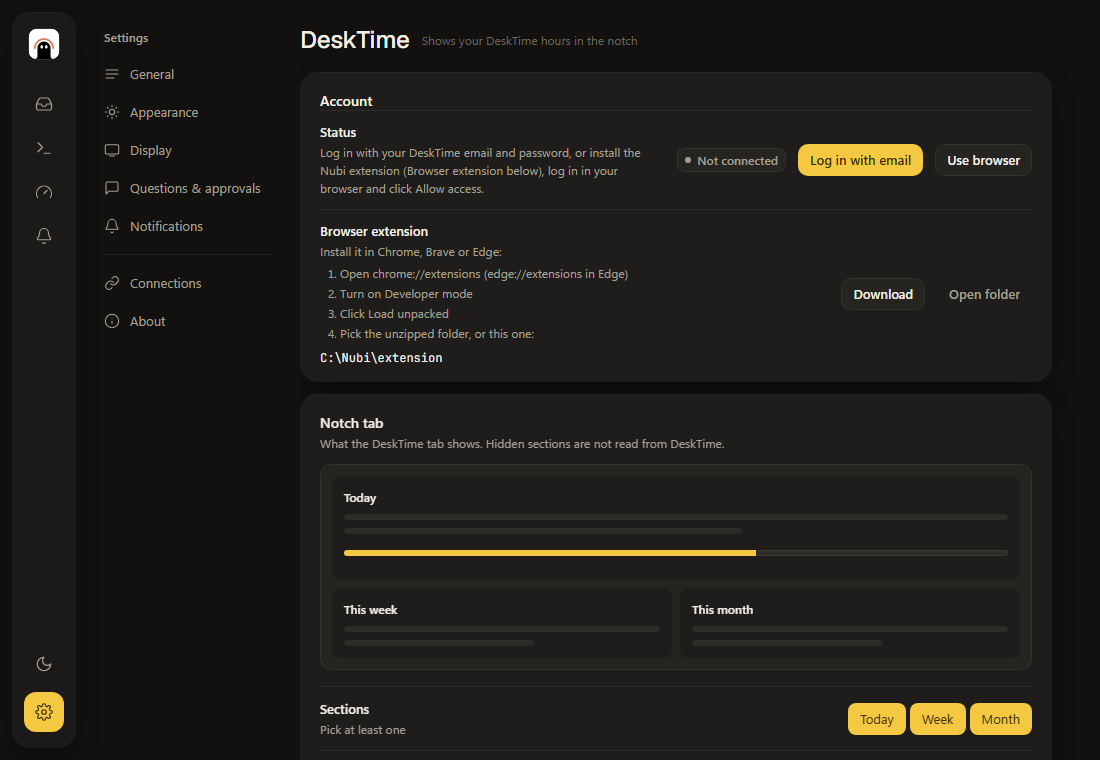 Settings
General
Appearance
Display
Questions & approvals
Notifications
Connections
About
DeskTime
Shows your DeskTime hours in the notch
Account
Status
Log in with your DeskTime email and password, or install the
Nubi extension (Browser extension below), log in in your
browser and click Allow access.
Not connected
Log in with email
Use browser
Browser extension
Install it in Chrome, Brave or Edge:
1. Open chrome://extensions (edge://extensions in Edge)
2. Turn on Developer mode
3. Click Load unpacked
4. Pick the unzipped folder, or this one:
C:\Nubi\extension
Download
Open folder
Notch tab
What the DeskTime tab shows. Hidden sections are not read from DeskTime.
Today
This week
This month
Sections
Pick at least one
Today
Week
Month